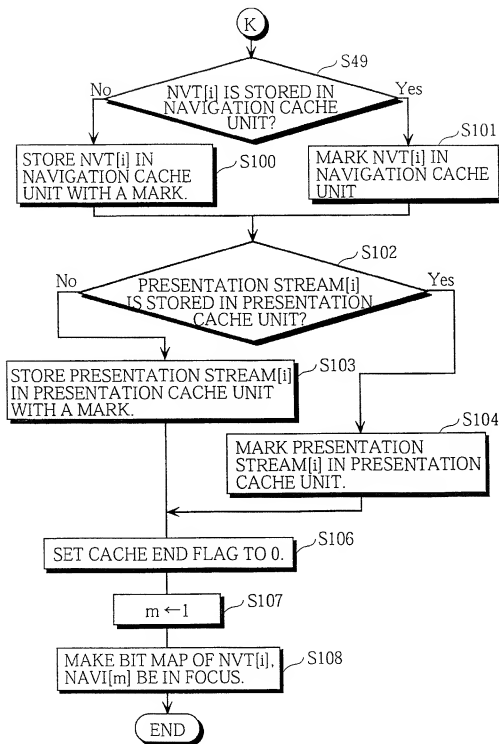 K
S49
No
NVT[i] IS STORED IN
NAVIGATION CACHE
UNIT?
Yes
S100
STORE NVT[i] IN
NAVIGATION CACHE
UNIT WITH A MARK.
S101
MARK NVT[i] IN
NAVIGATION CACHE
UNIT
S102
No
PRESENTATION STREAM[i]
IS STORED IN PRESENTATION
CACHE UNIT?
Yes
S103
STORE PRESENTATION STREAM[i]
IN PRESENTATION CACHE UNIT
WITH A MARK.
S104
MARK PRESENTATION
STREAM[i] IN PRESENTATION
CACHE UNIT.
S106
SET CACHE END FLAG TO 0.
S107
m ←1
S108
MAKE BIT MAP OF NVT[i],
NAVI[m] BE IN FOCUS.
END